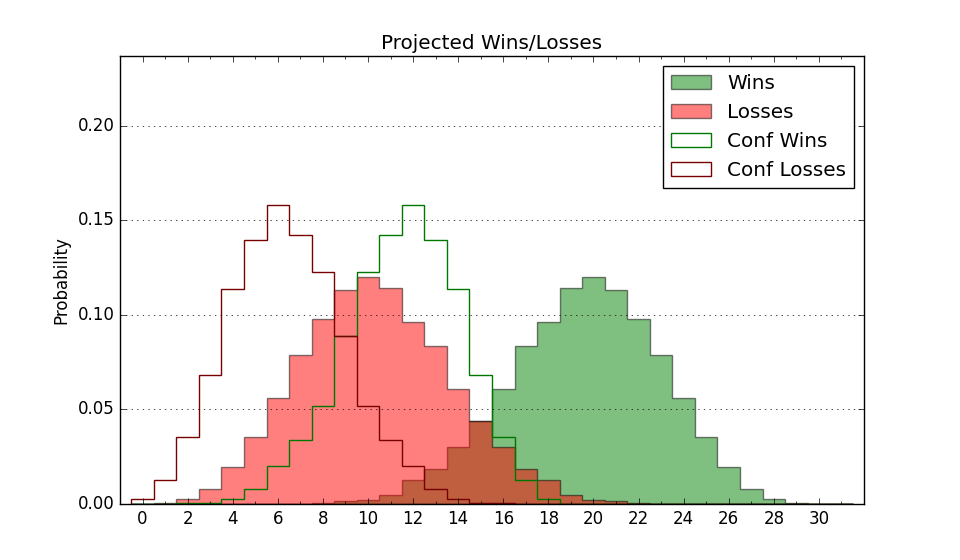 Projected Wins/Losses
Wins
Losses
Conf Wins
Conf Losses
Probability
0.20
0.15
0.10
0.05
0.00
0 2 4 6 8 10 12 14 16 18 20 22 24 26 28 30